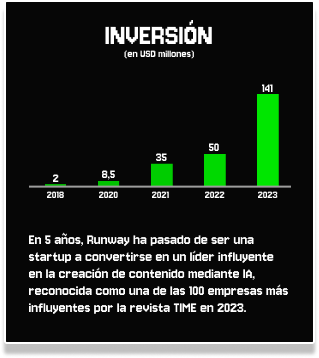 INVERSIÓN
(en USD millones)
141
50
35
8,5
2
2018 2020 2021 2022 2023
En 5 años, Runway ha pasado de ser una
startup a convertirse en un líder influyente
en la creación de contenido mediante IA,
reconocida como una de las 100 empresas más
influyentes por la revista TIME en 2023.